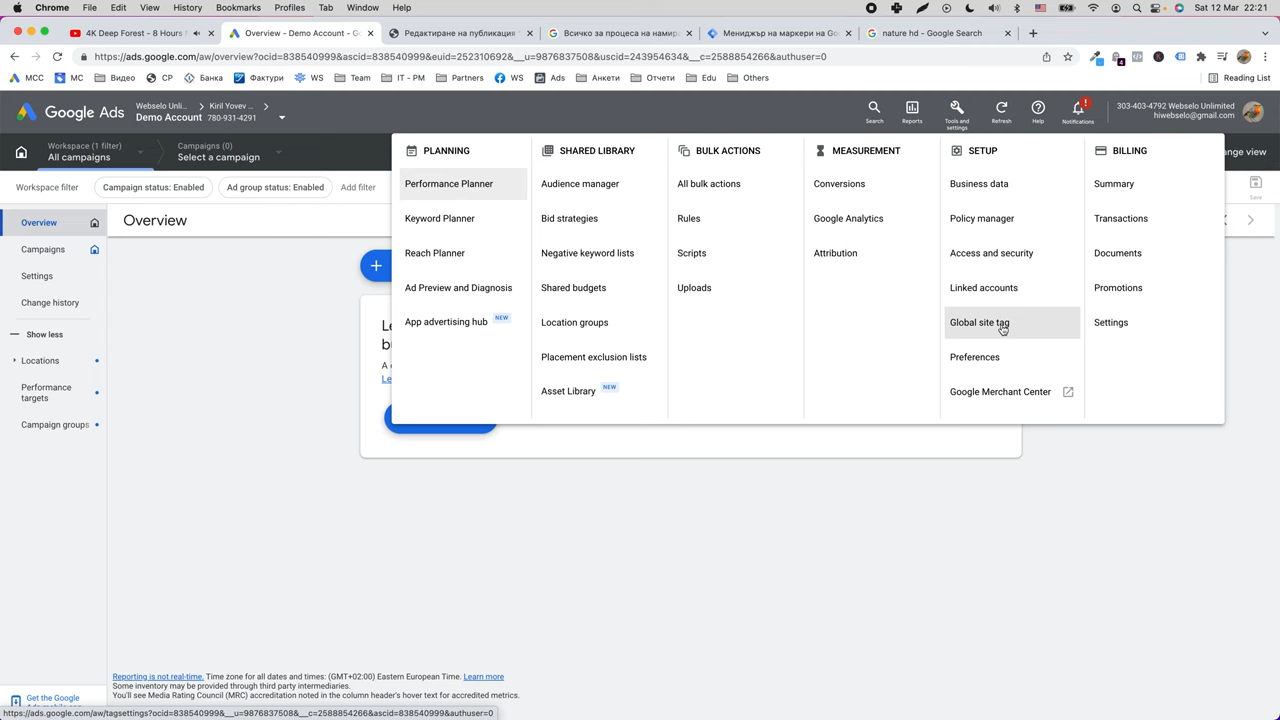 Chrome File Edit View History Bookmarks Profiles Tab Window Help Sat 12 Mar 22:21
4K Deep Forest - 8 Hours Overview - Demo Account - G Редактиране на публикация Всичко за процеса на намир Мениджър на маркери на Go nature hd - Google Search
https://ads.google.com/aw/overview?ocid=838540999&ascid=838540999&euid=252310692&__u=9876837508&uscid=243954634&__c=2588854266&authuser=0
МСС МС Видео CP Банка Фактури WS Team IT - PM Partners WS Ads Анкети Отчети Edu Others Reading List
Google Ads
Webselo Unli... Kiril Yovev ...
Demo Account 780-931-4291
Search Reports Tools and settings Refresh Help Notifications
303-403-4792 Webselo Unlimited
hiwebselo@gmail.com
Workspace (1 filter)
All campaigns
Campaigns (0)
Select a campaign
nge view
Workspace filter Campaign status: Enabled Ad group status: Enabled Add filter
Save
Overview
Campaigns
Settings
Change history
Show less
Locations
Performance
targets
Campaign groups
Get the Google
Overview
Le
bu
A c
Le
PLANNING
Performance Planner
Keyword Planner
Reach Planner
Ad Preview and Diagnosis
App advertising hub NEW
SHARED LIBRARY
Audience manager
Bid strategies
Negative keyword lists
Shared budgets
Location groups
Placement exclusion lists
Asset Library NEW
BULK ACTIONS
All bulk actions
Rules
Scripts
Uploads
MEASUREMENT
Conversions
Google Analytics
Attribution
SETUP
Business data
Policy manager
Access and security
Linked accounts
Global site tag
Preferences
Google Merchant Center
BILLING
Summary
Transactions
Documents
Promotions
Settings
Reporting is not real-time. Time zone for all dates and times: (GMT+02:00) Eastern European Time. Learn more
Some inventory may be provided through third party intermediaries.
You'll see Media Rating Council (MRC) accreditation noted in the column header's hover text for accredited metrics.
https://ads.google.com/aw/tagsettings?ocid=838540999&__u=9876837508&__c=2588854266&ascid=838540999&authuser=0